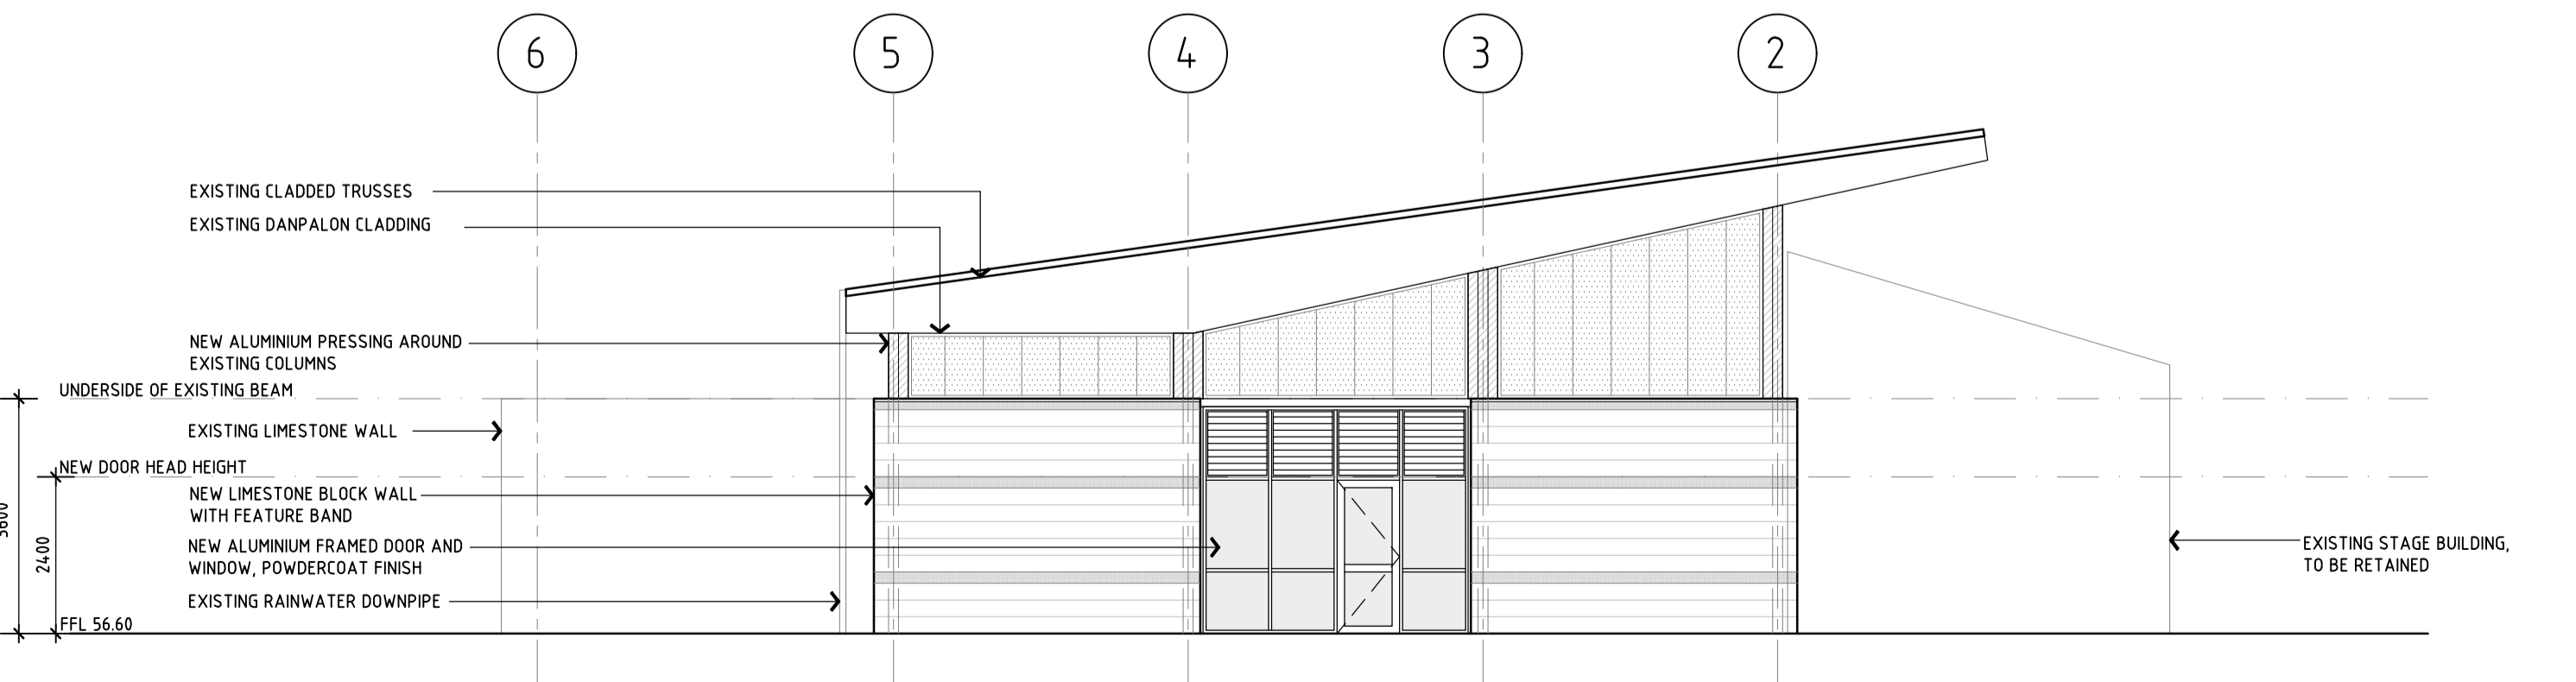 6
5
4
3
2
EXISTING CLADDED TRUSSES
EXISTING DANPALON CLADDING
NEW ALUMINIUM PRESSING AROUND
EXISTING COLUMNS
UNDERSIDE OF EXISTING BEAM
EXISTING LIMESTONE WALL
NEW DOOR HEAD HEIGHT
NEW LIMESTONE BLOCK WALL
WITH FEATURE BAND
NEW ALUMINIUM FRAMED DOOR AND
WINDOW, POWDERCOAT FINISH
EXISTING RAINWATER DOWNPIPE
FFL 56.60
2400
EXISTING STAGE BUILDING,
TO BE RETAINED